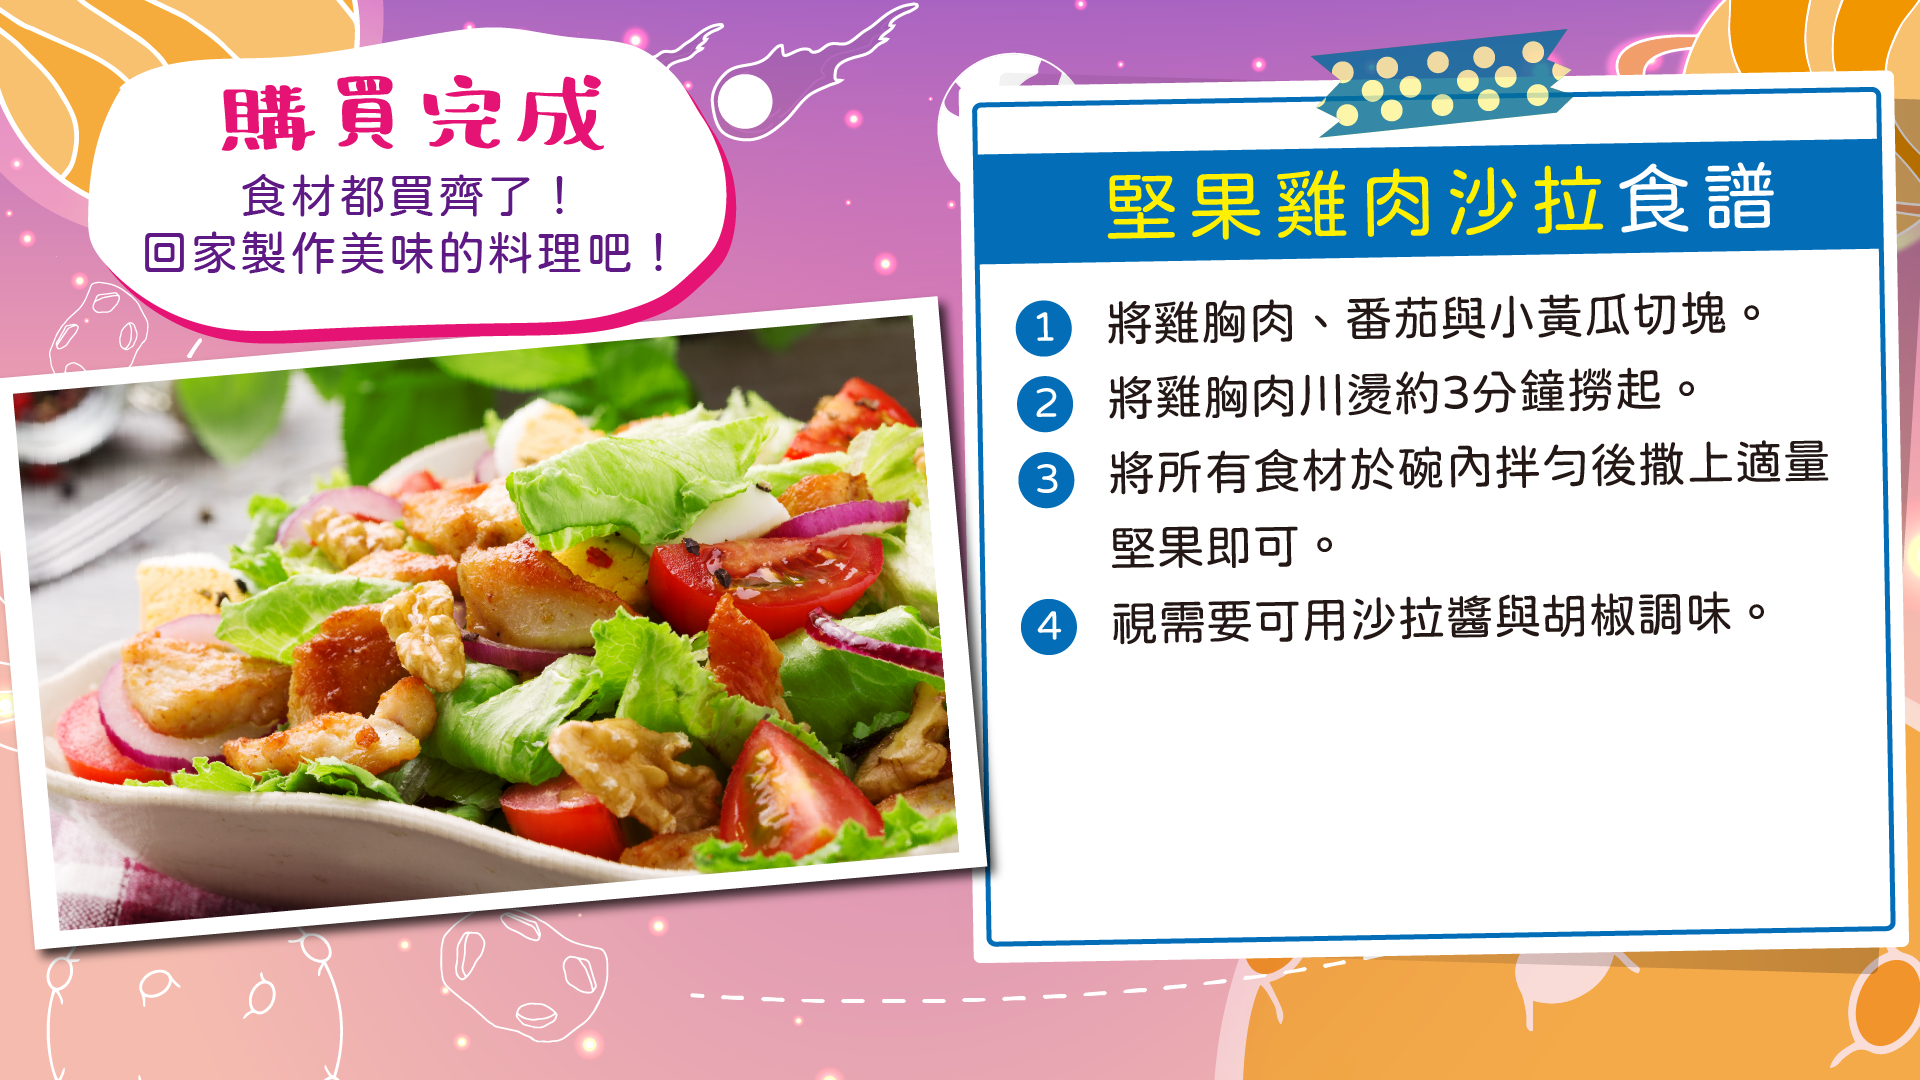 購買完成
食材都買齊了！
回家製作美味的料理吧！
堅果雞肉沙拉食譜
1 將雞胸肉、番茄與小黃瓜切塊。
2 將雞胸肉川燙約3分鐘撈起。
3 將所有食材於碗內拌勻後撒上適量
堅果即可。
4 視需要可用沙拉醬與胡椒調味。